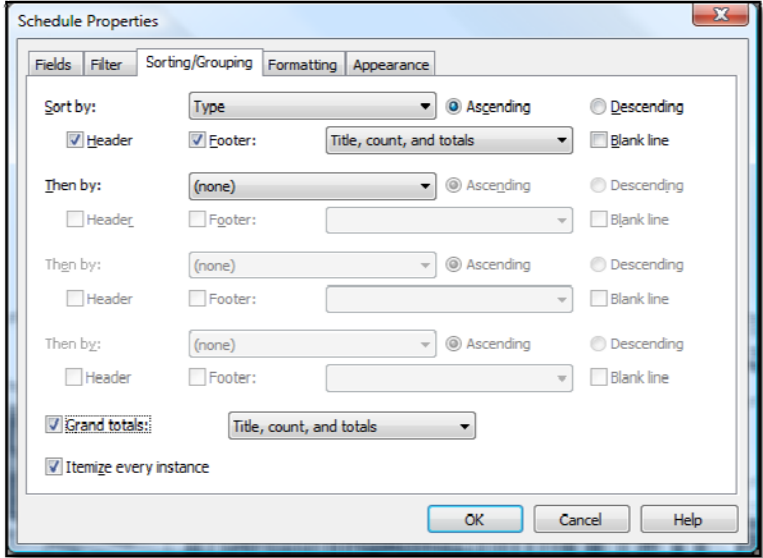 Schedule Properties
Fields Filter Sorting/Grouping Formatting Appearance
Sort by: Type Ascending Descending
Header Footer: Title, count, and totals Blank line
Then by: (none) Ascending Descending
Header Footer: Blank line
Then by: (none) Ascending Descending
Header Footer: Blank line
Then by: (none) Ascending Descending
Header Footer: Blank line
Grand totals: Title, count, and totals
Itemize every instance
OK Cancel Help